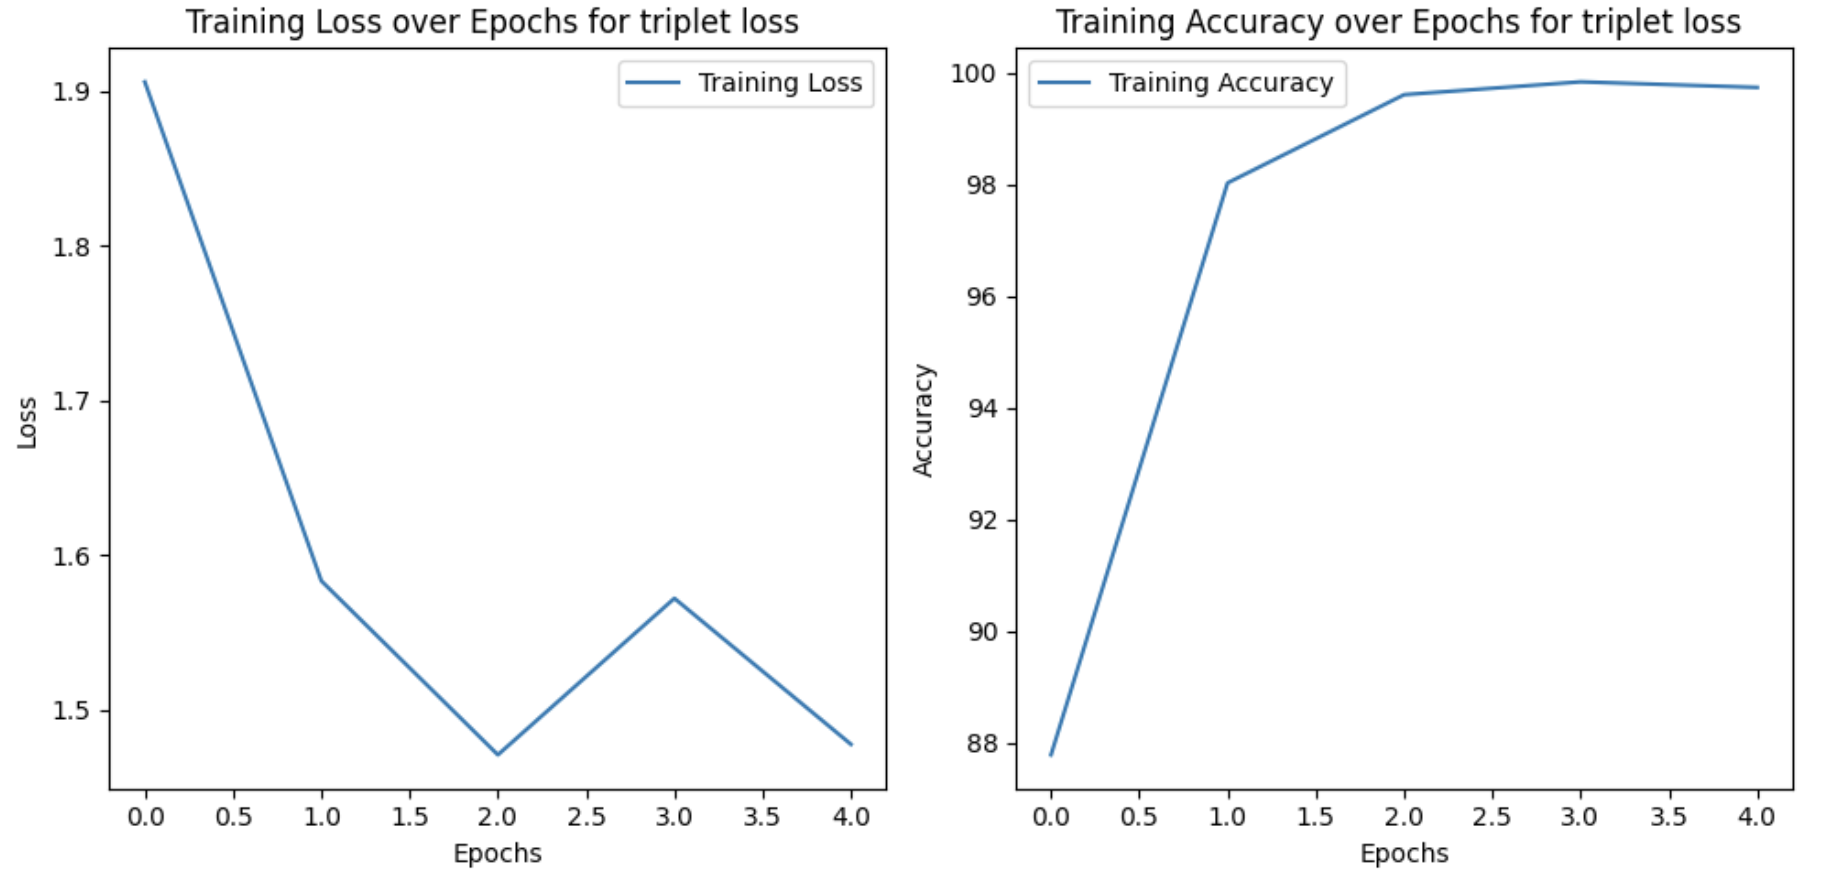 Training Loss over Epochs for triplet loss
Training Loss
1.9
1.8
1.7
1.6
1.5
Loss
0.0 0.5 1.0 1.5 2.0 2.5 3.0 3.5 4.0
Epochs
Training Accuracy over Epochs for triplet loss
Training Accuracy
100
98
96
94
92
90
88
Accuracy
0.0 0.5 1.0 1.5 2.0 2.5 3.0 3.5 4.0
Epochs